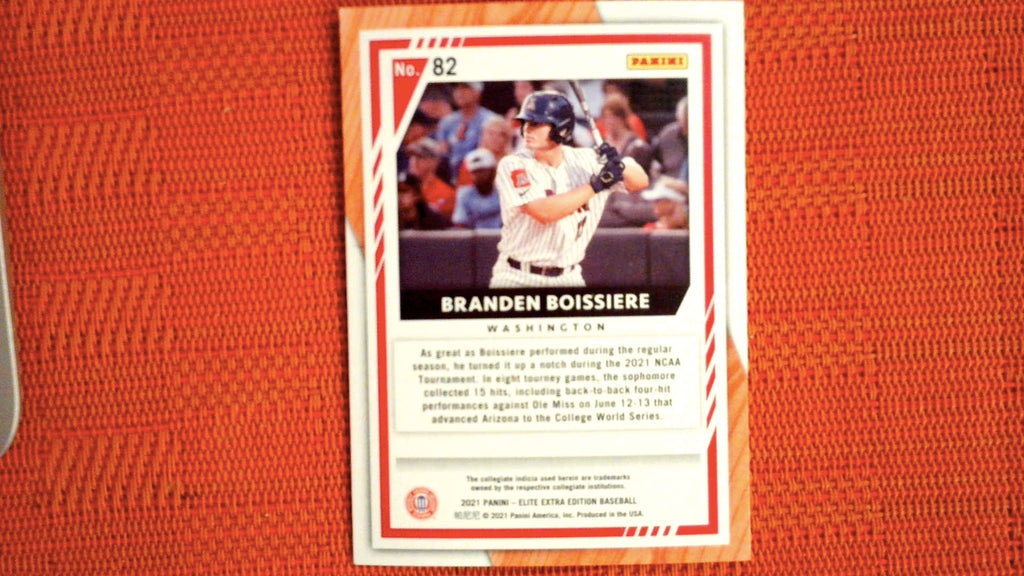 No. 82
PANINI
BRANDEN BOISSIERE
WASHINGTON
As great as Boissiere performed during the regular
season, he turned it up a notch during the 2021 NCAA
Tournament. In eight tourney games, the sophomore
collected 15 hits, including back-to-back four-hit
performances against Ole Miss on June 12-13 that
advanced Arizona to the College World Series.
The collegiate indicia used herein are trademarks
owned by the respective collegiate institutions.
2021 PANINI – ELITE EXTRA EDITION BASEBALL
帕尼尼 © 2021 Panini America, Inc. Produced in the USA.